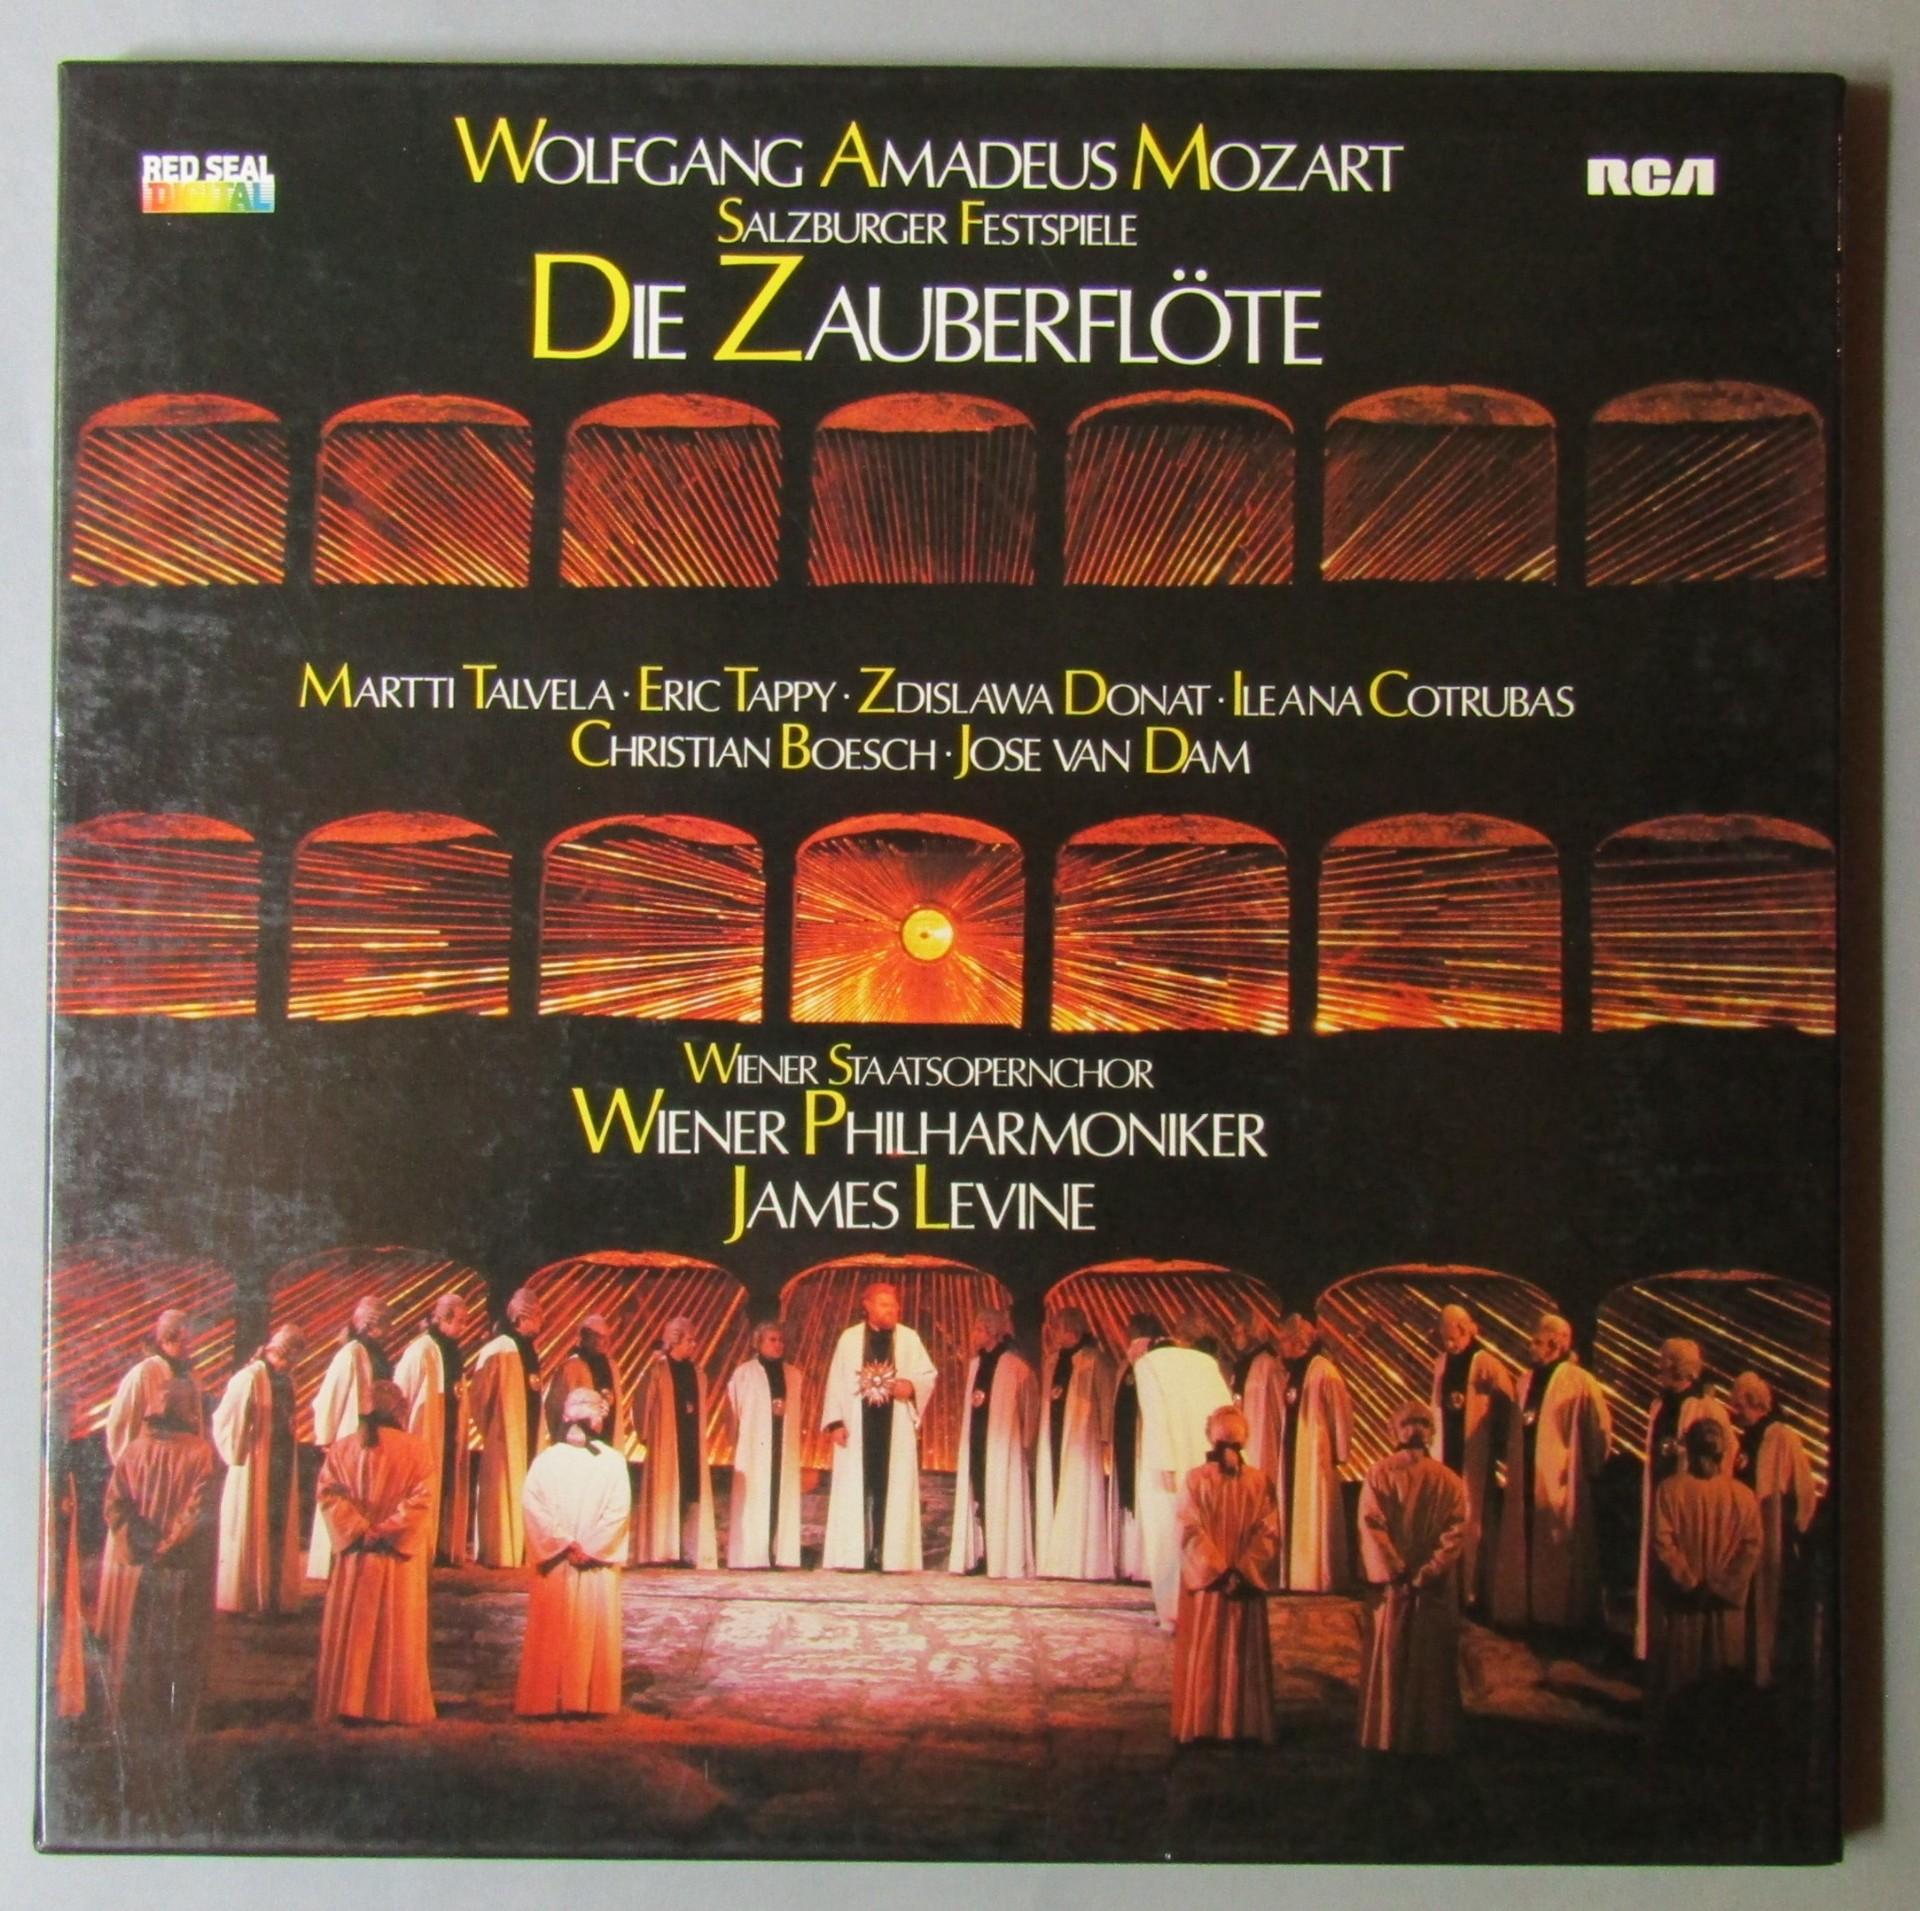 WOLFGANG AMADEUS MOZART
RED SEAL
DIGITAL
RCA
SALZBURGER FESTSPIELE
DIE ZAUBERFLÖTE
MARTTI TALVELA · ERIC TAPPY · ZDISLAWA DONAT · ILEANA COTRUBAS
CHRISTIAN BOESCH · JOSE VAN DAM
WIENER STAATSOPERNCHOR
WIENER PHILHARMONIKER
JAMES LEVINE